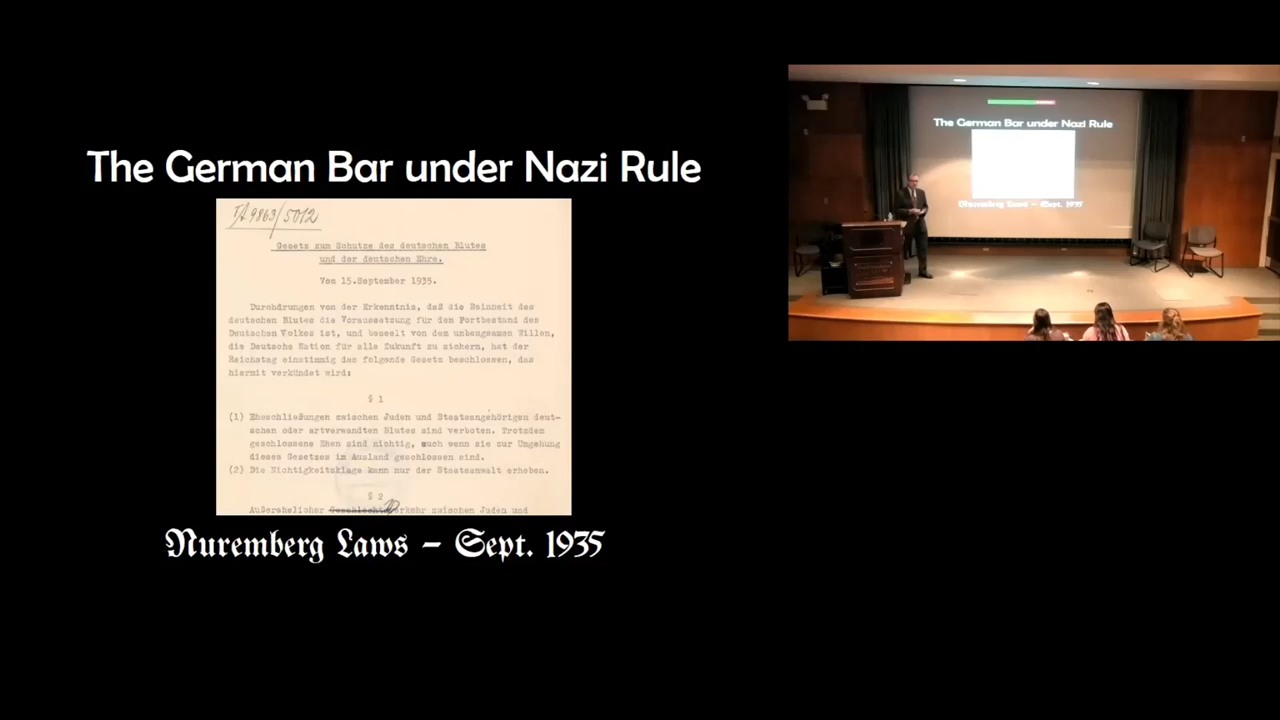 The German Bar under Nazi Rule
Gesetz zum Schutze des deutschen Blutes
und der deutschen Ehre.
Vom 15.September 1935.
Durchdrungen von der Erkenntnis, daß die Reinheit des
deutschen Blutes die Voraussetzung für den Fortbestand des
Deutschen Volkes ist, und beseelt von dem unbeugsamen Willen,
die Deutsche Nation für alle Zukunft zu sichern, hat der
Reichstag einstimmig das folgende Gesetz beschlossen, das
hiermit verkündet wird:
§ 1
(1) Eheschließungen zwischen Juden und Staatsangehörigen deut-
schen oder artverwandten Blutes sind verboten. Trotzdem
geschlossene Ehen sind nichtig, auch wenn sie zur Umgehung
dieses Gesetzes im Ausland geschlossen sind.
(2) Die Nichtigkeitsklage kann nur der Staatsanwalt erheben.
§ 2
Außerehelicher Geschlechtsverkehr zwischen Juden und
Nuremberg Laws – Sept. 1935
The German Bar under Nazi Rule
Nuremberg Laws – Sept. 1935